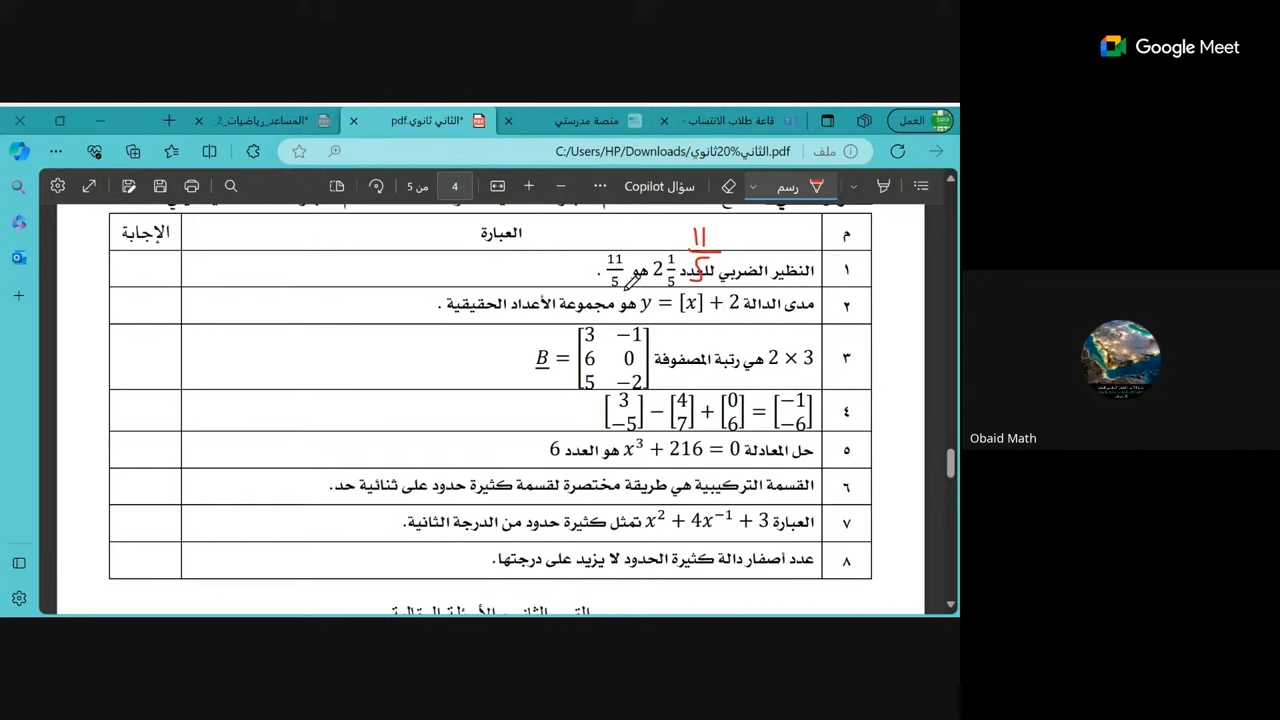 Google Meet
العمل
قاعة طلاب الانتساب -
منصة مدرستي
*الثاني ثانوي.pdf
*المساعد_رياضيات_2
ملف
C:/Users/HP/Downloads/الثاني%20ثانوي.pdf
رسم
سؤال Copilot
4
من 5
م العبارة الإجابة
11
5
١ النظير الضربي للعدد 2 1/5 هو 11/5 .
٢ مدى الدالة y = [x] + 2 هو مجموعة الأعداد الحقيقية .
٣ 2 × 3 هي رتبة المصفوفة B = [3 −1; 6 0; 5 −2]
٤ [3; −5] − [4; 7] + [0; 6] = [−1; −6]
٥ حل المعادلة x³ + 216 = 0 هو العدد 6
٦ القسمة التركيبية هي طريقة مختصرة لقسمة كثيرة حدود على ثنائية حد.
٧ العبارة x² + 4x⁻¹ + 3 تمثل كثيرة حدود من الدرجة الثانية.
٨ عدد أصفار دالة كثيرة الحدود لا يزيد على درجتها.
Obaid Math